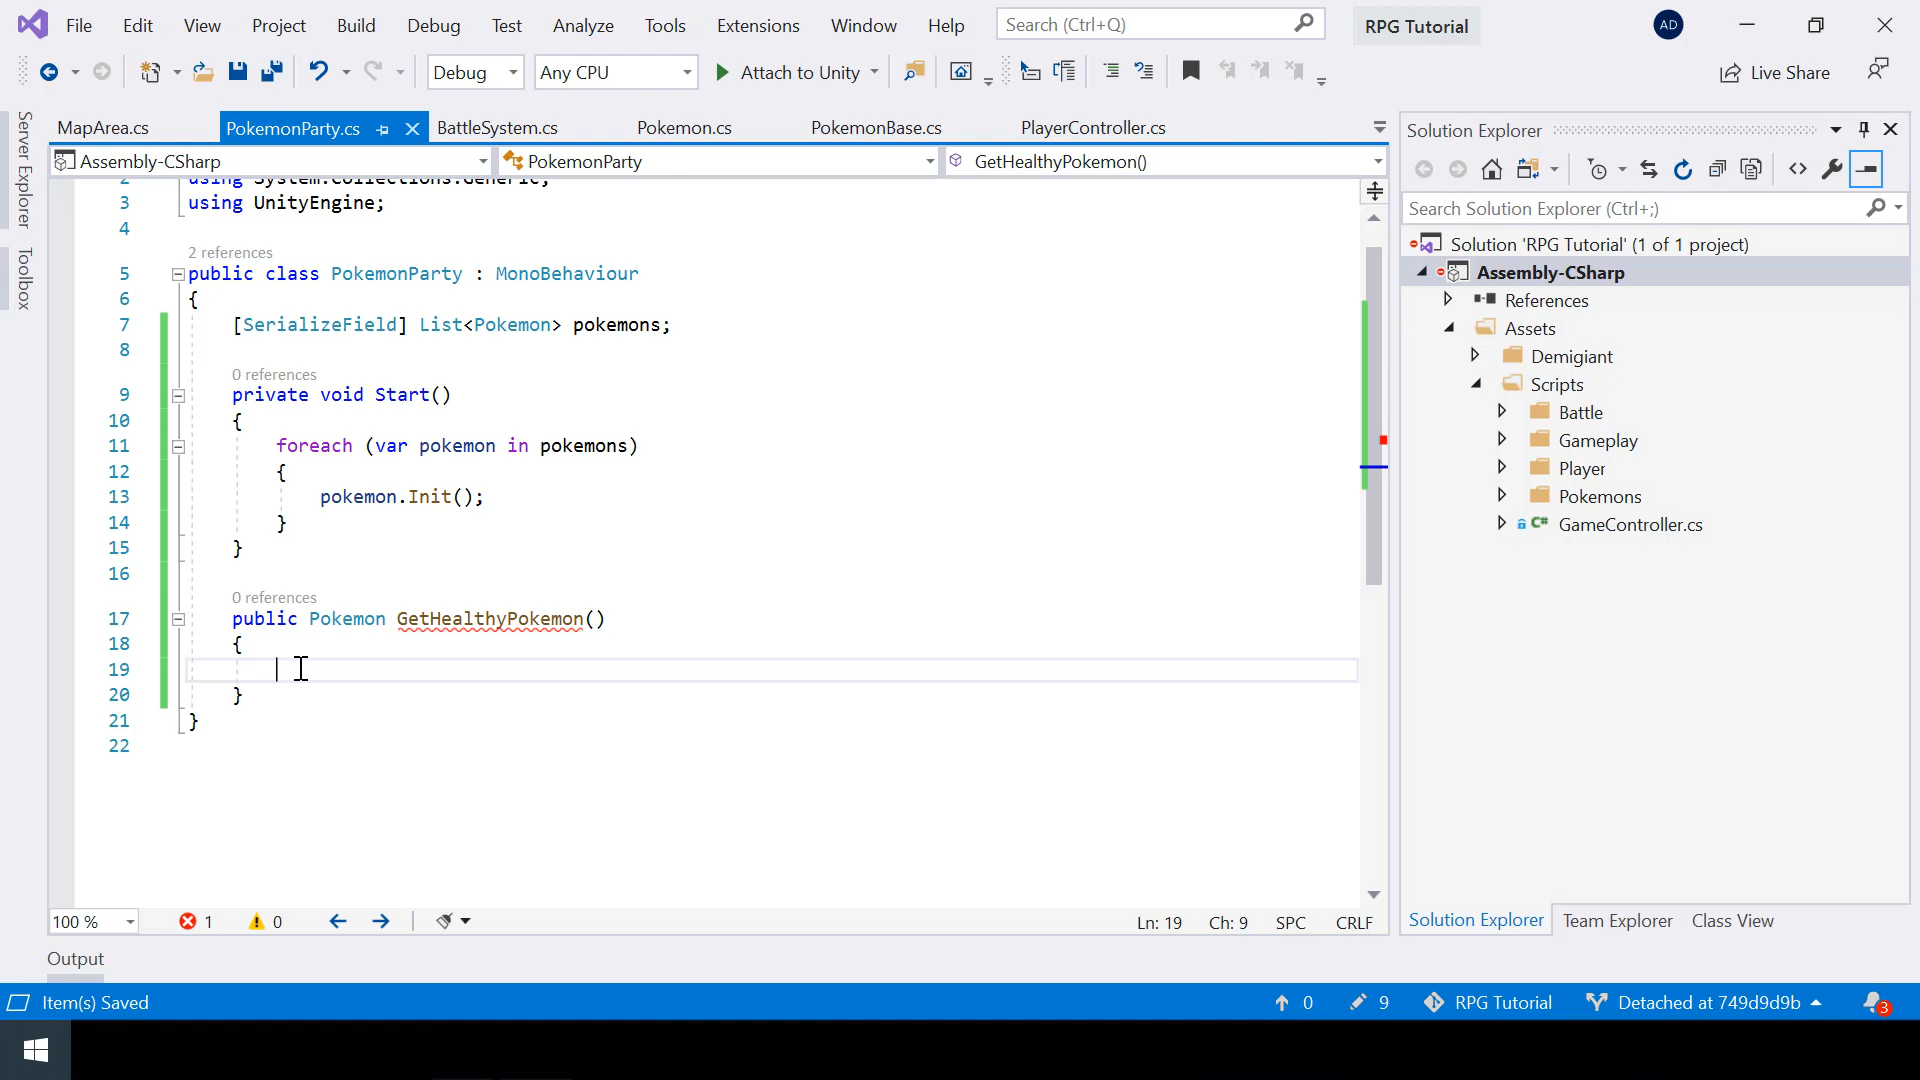 File Edit View Project Build Debug Test Analyze Tools Extensions Window Help Search (Ctrl+Q) RPG Tutorial AD
Debug Any CPU Attach to Unity Live Share
MapArea.cs PokemonParty.cs BattleSystem.cs Pokemon.cs PokemonBase.cs PlayerController.cs
Assembly-CSharp PokemonParty GetHealthyPokemon()
2 using System.Collections.Generic;
3 using UnityEngine;
4
2 references
5 public class PokemonParty : MonoBehaviour
6 {
7 [SerializeField] List<Pokemon> pokemons;
8
0 references
9 private void Start()
10 {
11 foreach (var pokemon in pokemons)
12 {
13 pokemon.Init();
14 }
15 }
16
0 references
17 public Pokemon GetHealthyPokemon()
18 {
19
20 }
21 }
22
100 % 1 0 Ln: 19 Ch: 9 SPC CRLF
Server Explorer
Toolbox
Solution Explorer
Search Solution Explorer (Ctrl+;)
Solution 'RPG Tutorial' (1 of 1 project)
Assembly-CSharp
References
Assets
Demigiant
Scripts
Battle
Gameplay
Player
Pokemons
C# GameController.cs
Solution Explorer Team Explorer Class View
Output
Item(s) Saved 0 9 RPG Tutorial Detached at 749d9d9b 3